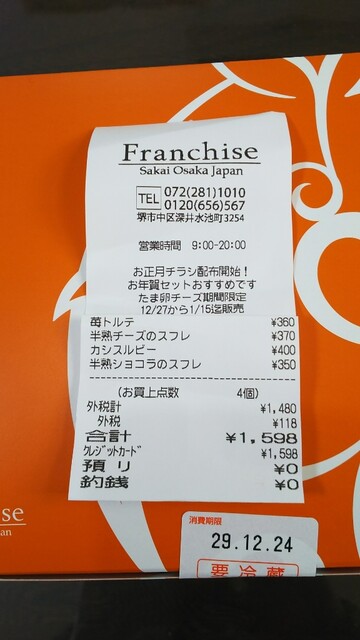 Franchise
Sakai Osaka Japan
TEL 072(281)1010
0120(656)567
堺市中区深井水池町3254
営業時間 9:00-20:00
お正月チラシ配布開始!
お年賀セットおすすめです
たま卵チーズ期間限定
12/27から1/15迄販売
苺トルテ ¥360
半熟チーズのスフレ ¥370
カシスルビー ¥400
半熟ショコラのスフレ ¥350
(お買上点数 4個)
外税計 ¥1,480
外税 ¥118
合計 ¥1,598
クレジットカード ¥1,598
預り ¥0
釣銭 ¥0
se
an
消費期限
29.12.24
要冷蔵